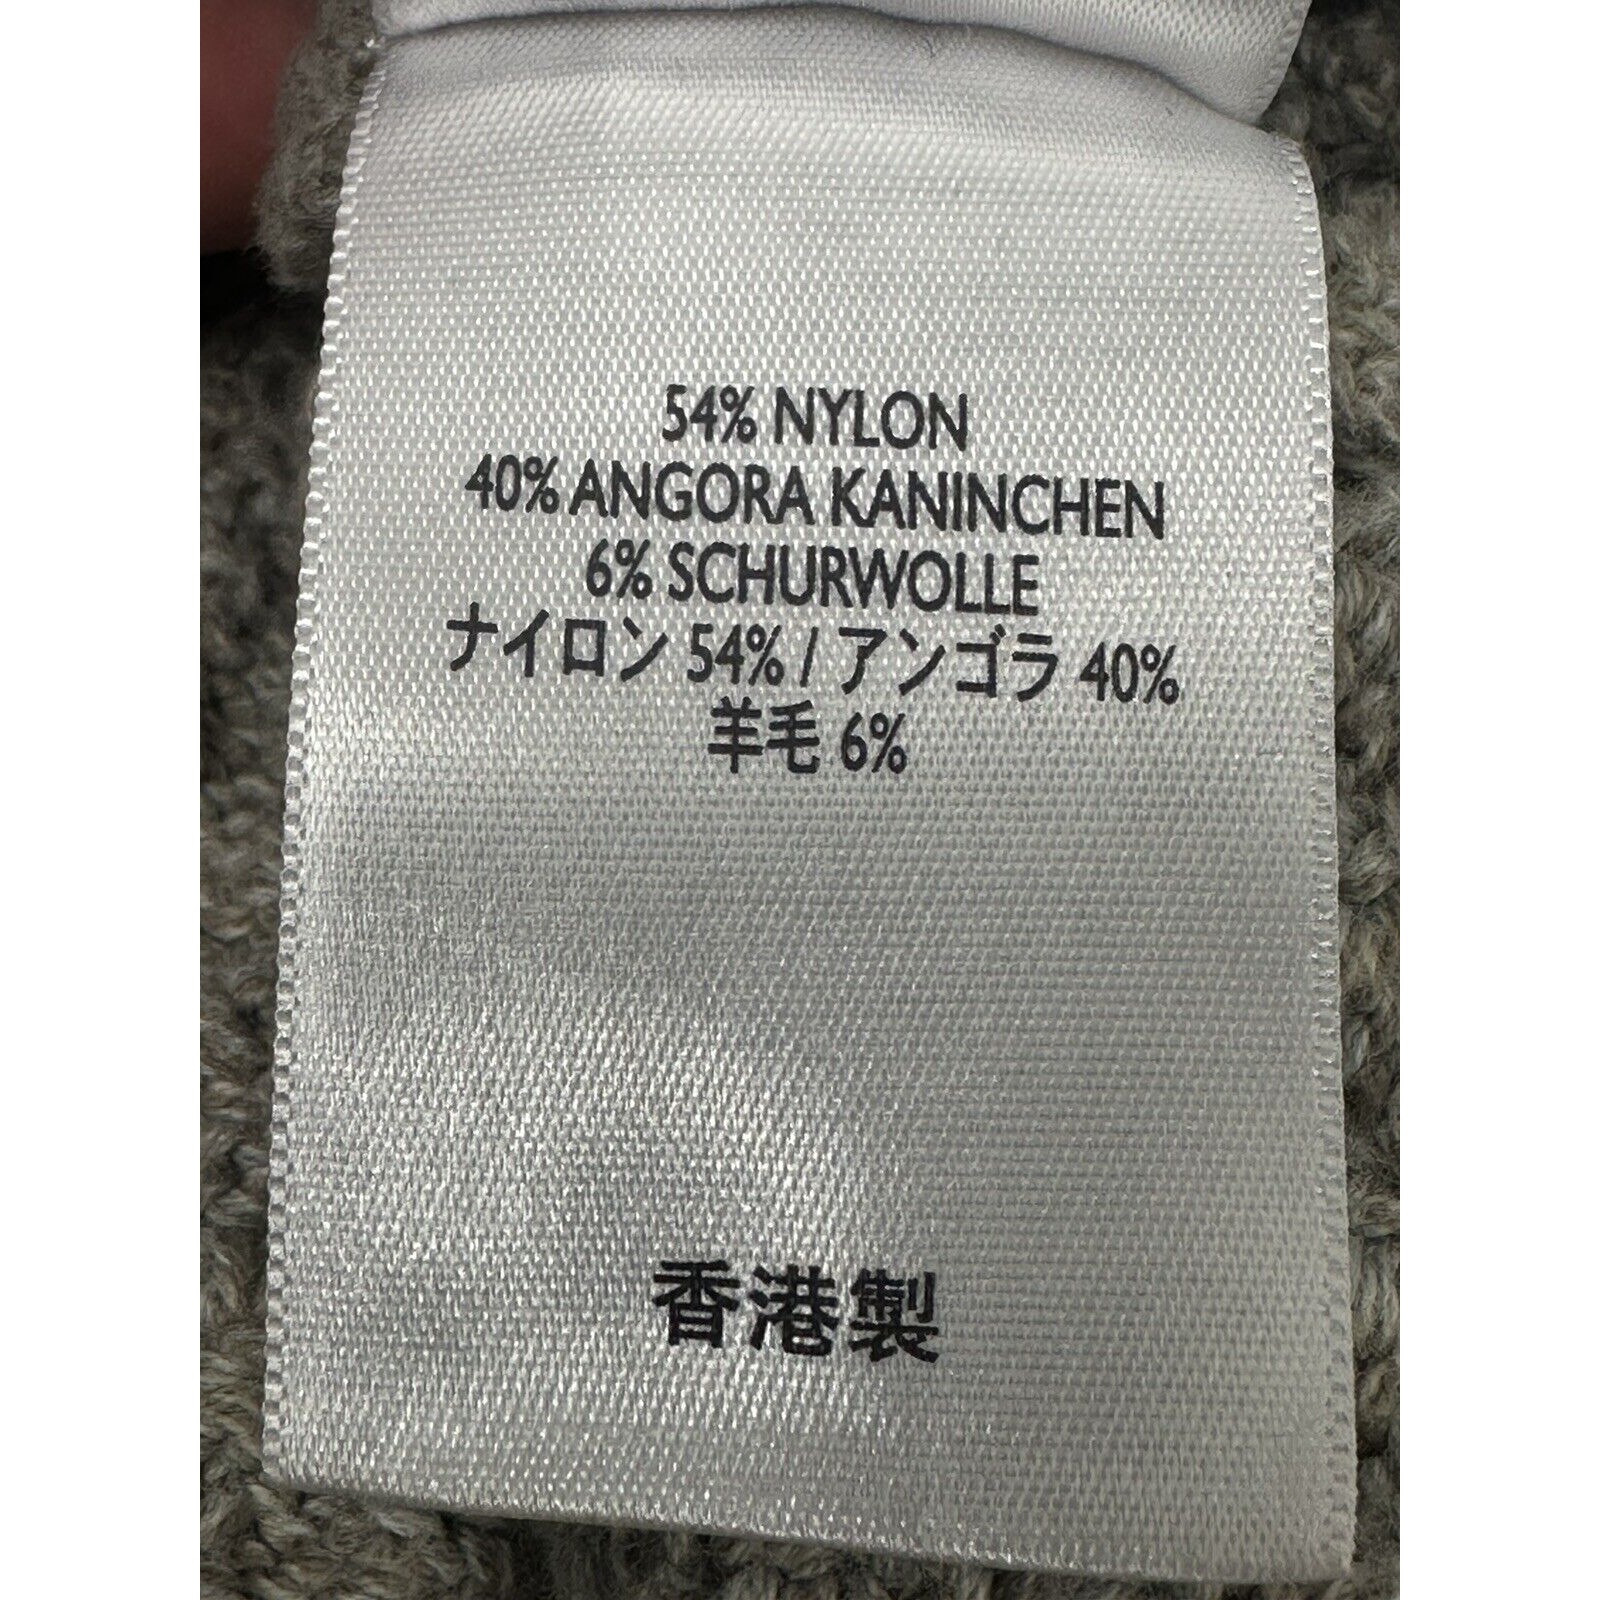 54% NYLON
40% ANGORA KANINCHEN
6% SCHURWOLLE
ナイロン 54% / アンゴラ 40%
羊毛 6%
香港製